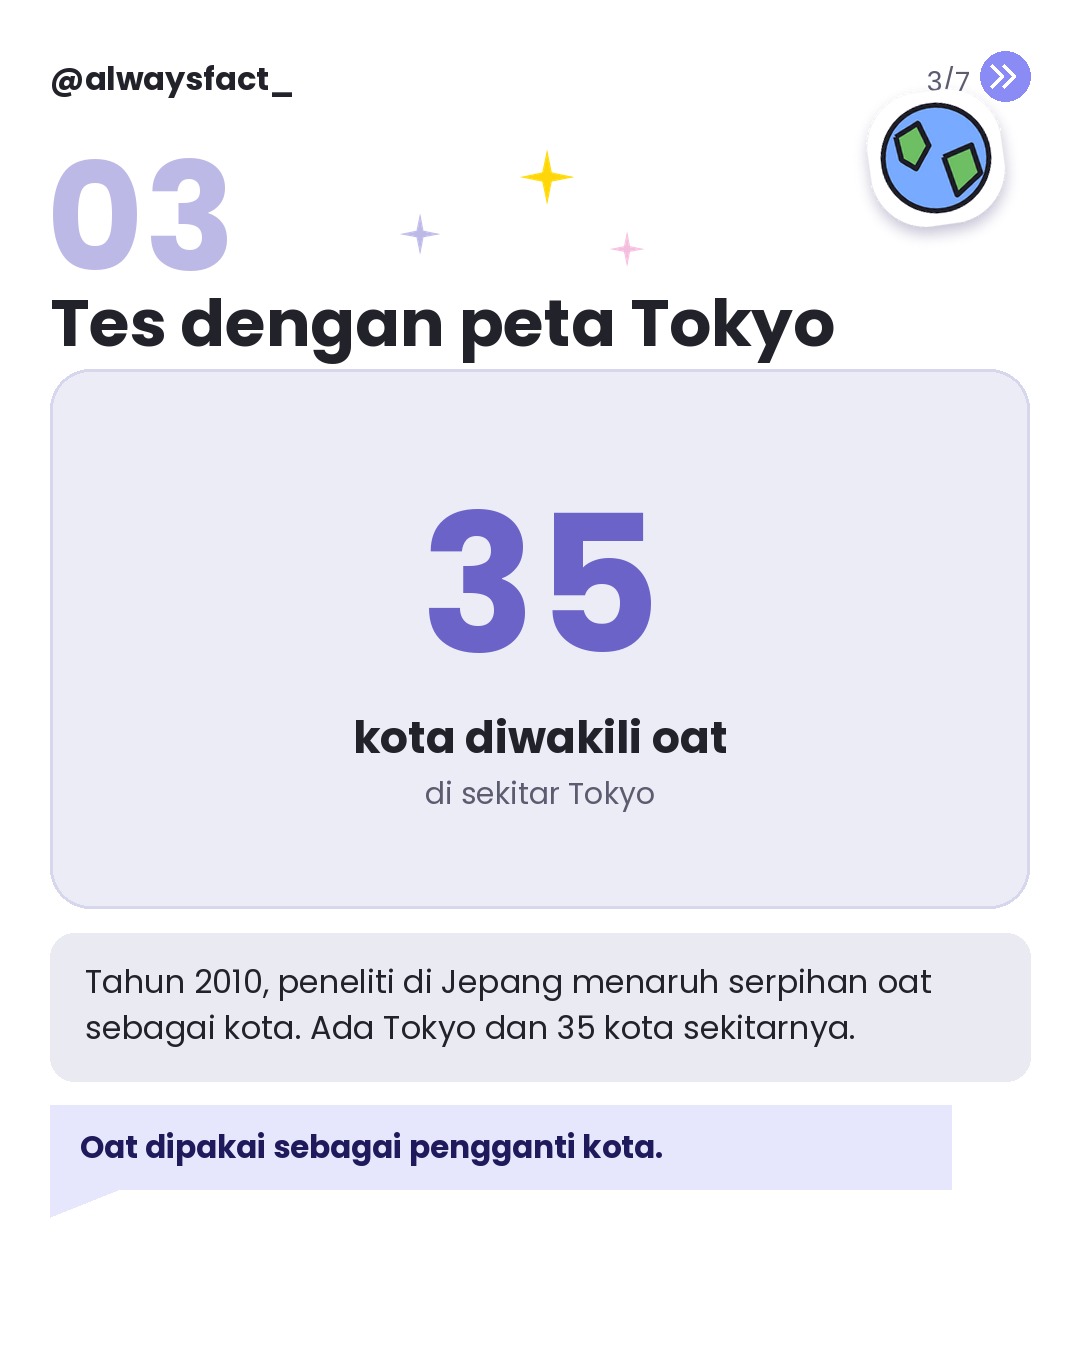 @alwaysfact_
3/7
03
Tes dengan peta Tokyo
35
kota diwakili oat
di sekitar Tokyo
Tahun 2010, peneliti di Jepang menaruh serpihan oat
sebagai kota. Ada Tokyo dan 35 kota sekitarnya.
Oat dipakai sebagai pengganti kota.